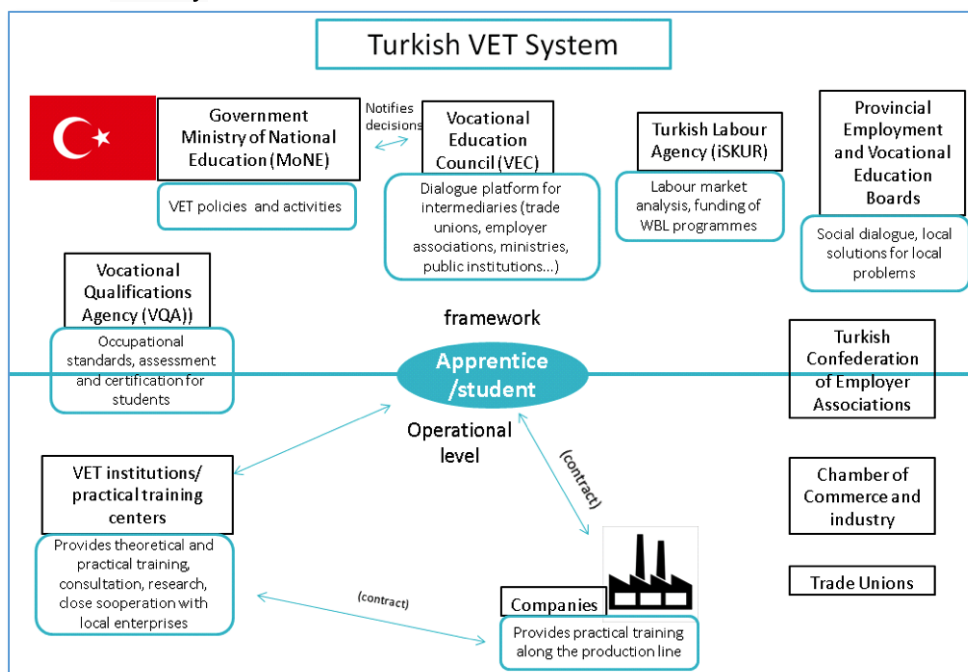 Turkish VET System
Government
Ministry of National
Education (MoNE)
VET policies and activities
Notifies
decisions
Vocational
Education
Council (VEC)
Dialogue platform for
intermediaries (trade
unions, employer
associations, ministries,
public institutions...)
Turkish Labour
Agency (iSKUR)
Labour market
analysis, funding of
WBL programmes
Provincial
Employment
and Vocational
Education
Boards
Social dialogue, local
solutions for local
problems
Vocational
Qualifications
Agency (VQA))
Occupational
standards, assessment
and certification for
students
framework
Apprentice
/student
Operational
level
Turkish
Confederation
of Employer
Associations
VET institutions/
practical training
centers
Provides theoretical and
practical training,
consultation, research,
close sooperation with
local enterprises
(contract)
(contract)
Companies
Provides practical training
along the production line
Chamber of
Commerce and
industry
Trade Unions